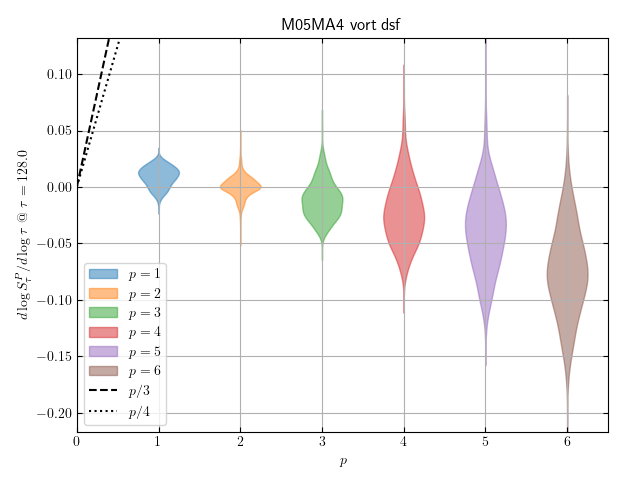 M05MA4 vort dsf
d log S_τ^P / d log τ @ τ = 128.0
0.10
0.05
0.00
−0.05
−0.10
−0.15
−0.20
p = 1
p = 2
p = 3
p = 4
p = 5
p = 6
p/3
p/4
0 1 2 3 4 5 6
p